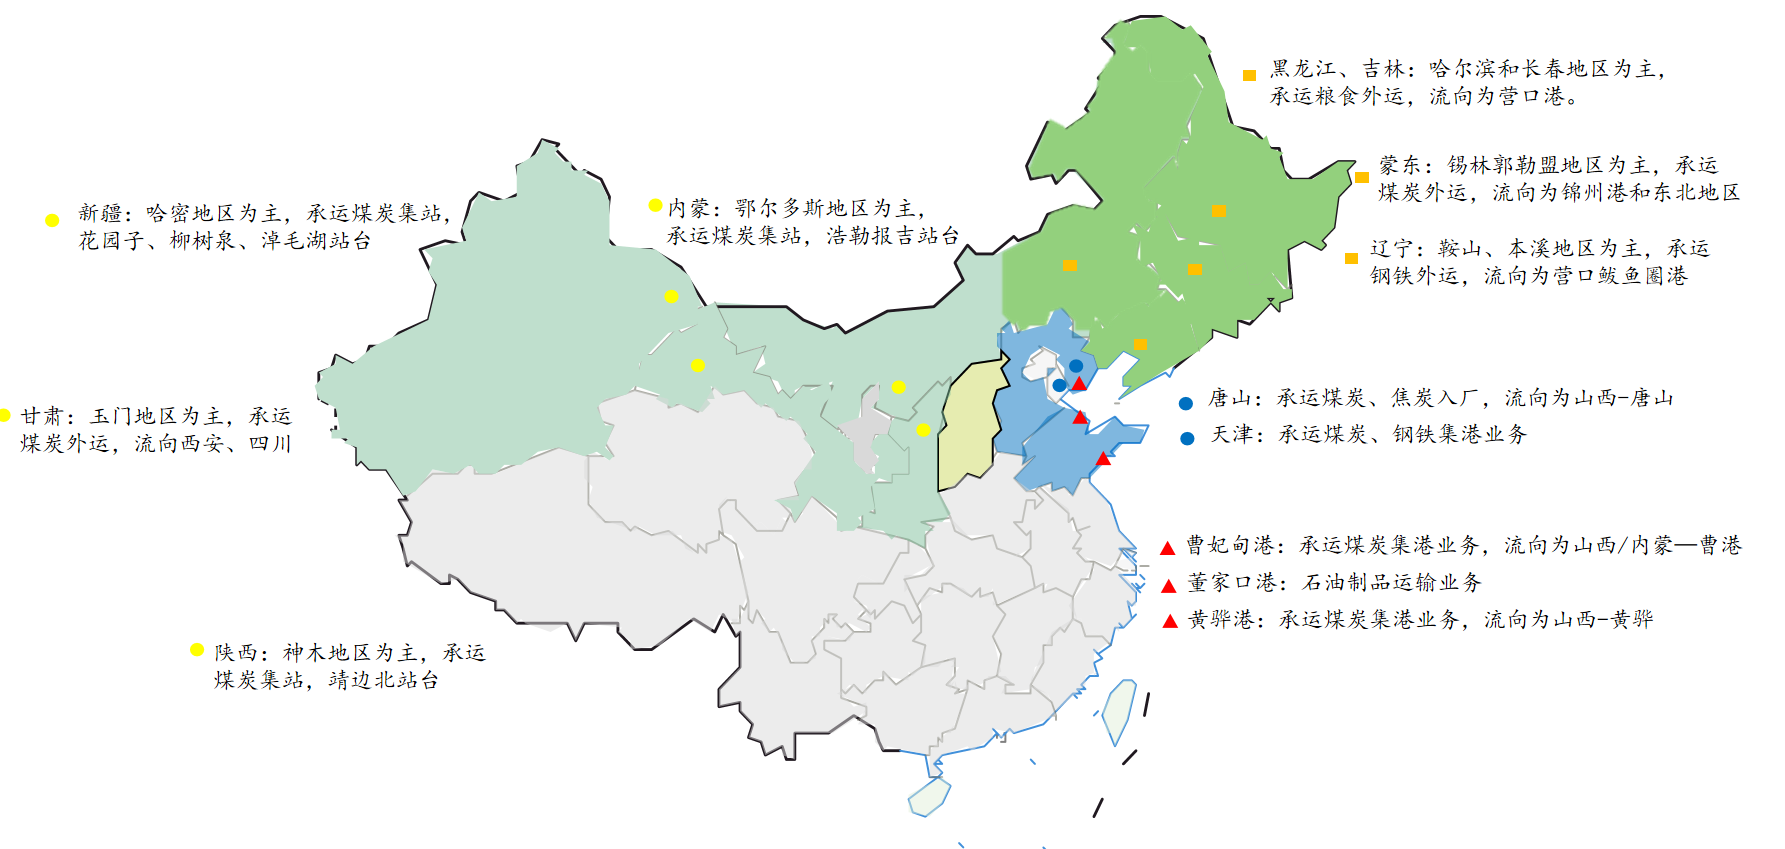 黑龙江、吉林：哈尔滨和长春地区为主，
承运粮食外运，流向为营口港。
蒙东：锡林郭勒盟地区为主，承运
煤炭外运，流向为锦州港和东北地区
新疆：哈密地区为主，承运煤炭集站，
花园子、柳树泉、淖毛湖站台
内蒙：鄂尔多斯地区为主，
承运煤炭集站，浩勒报吉站台
辽宁：鞍山、本溪地区为主，承运
钢铁外运，流向为营口鲅鱼圈港
甘肃：玉门地区为主，承运
煤炭外运，流向西安、四川
唐山：承运煤炭、焦炭入厂，流向为山西-唐山
天津：承运煤炭、钢铁集港业务
曹妃甸港：承运煤炭集港业务，流向为山西/内蒙—曹港
董家口港：石油制品运输业务
黄骅港：承运煤炭集港业务，流向为山西-黄骅
陕西：神木地区为主，承运
煤炭集站，靖边北站台